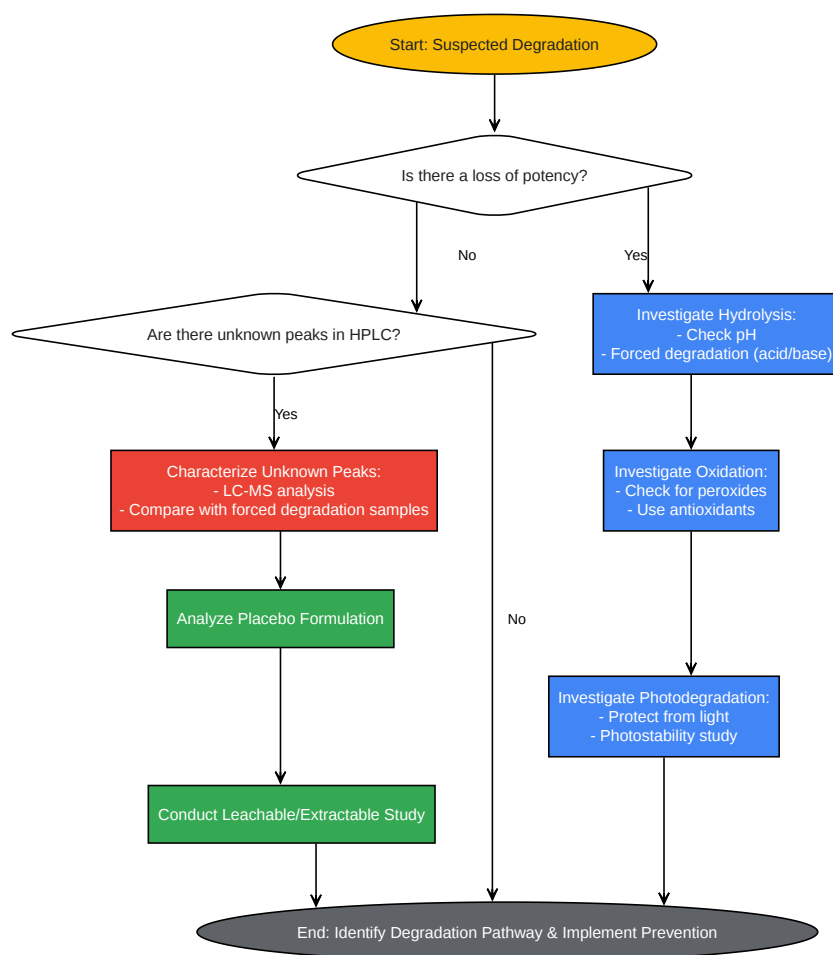 Start: Suspected Degradation
Is there a loss of potency?
No
Yes
Investigate Hydrolysis:
- Check pH
- Forced degradation (acid/base)
Are there unknown peaks in HPLC?
Yes
Characterize Unknown Peaks:
- LC-MS analysis
- Compare with forced degradation samples
Investigate Oxidation:
- Check for peroxides
- Use antioxidants
Analyze Placebo Formulation
No
Investigate Photodegradation:
- Protect from light
- Photostability study
Conduct Leachable/Extractable Study
End: Identify Degradation Pathway & Implement Prevention